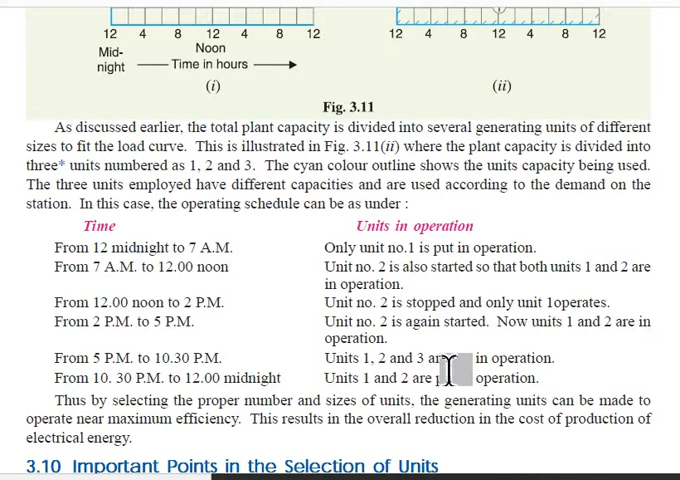 12 4 8 12 4 8 12
12 4 8 12 4 8 12
Noon
Mid-
night
Time in hours
(i)
(ii)
Fig. 3.11
As discussed earlier, the total plant capacity is divided into several generating units of different
sizes to fit the load curve. This is illustrated in Fig. 3.11(ii) where the plant capacity is divided into
three* units numbered as 1, 2 and 3. The cyan colour outline shows the units capacity being used.
The three units employed have different capacities and are used according to the demand on the
station. In this case, the operating schedule can be as under :
Time Units in operation
From 12 midnight to 7 A.M. Only unit no.1 is put in operation.
From 7 A.M. to 12.00 noon Unit no. 2 is also started so that both units 1 and 2 are
in operation.
From 12.00 noon to 2 P.M. Unit no. 2 is stopped and only unit 1operates.
From 2 P.M. to 5 P.M. Unit no. 2 is again started. Now units 1 and 2 are in
operation.
From 5 P.M. to 10.30 P.M. Units 1, 2 and 3 in operation.
From 10. 30 P.M. to 12.00 midnight Units 1 and 2 are operation.
Thus by selecting the proper number and sizes of units, the generating units can be made to
operate near maximum efficiency. This results in the overall reduction in the cost of production of
electrical energy.
3.10 Important Points in the Selection of Units